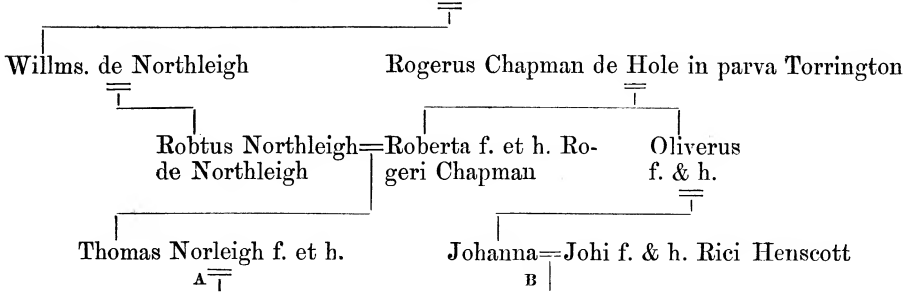 Willms. de Northleigh Rogerus Chapman de Hole in parva Torrington
Robtus Northleigh=Roberta f. et h. Ro- Oliverus
de Northleigh geri Chapman f. & h.
Thomas Norleigh f. et h. Johanna=Johi f. & h. Rici Henscott
A B